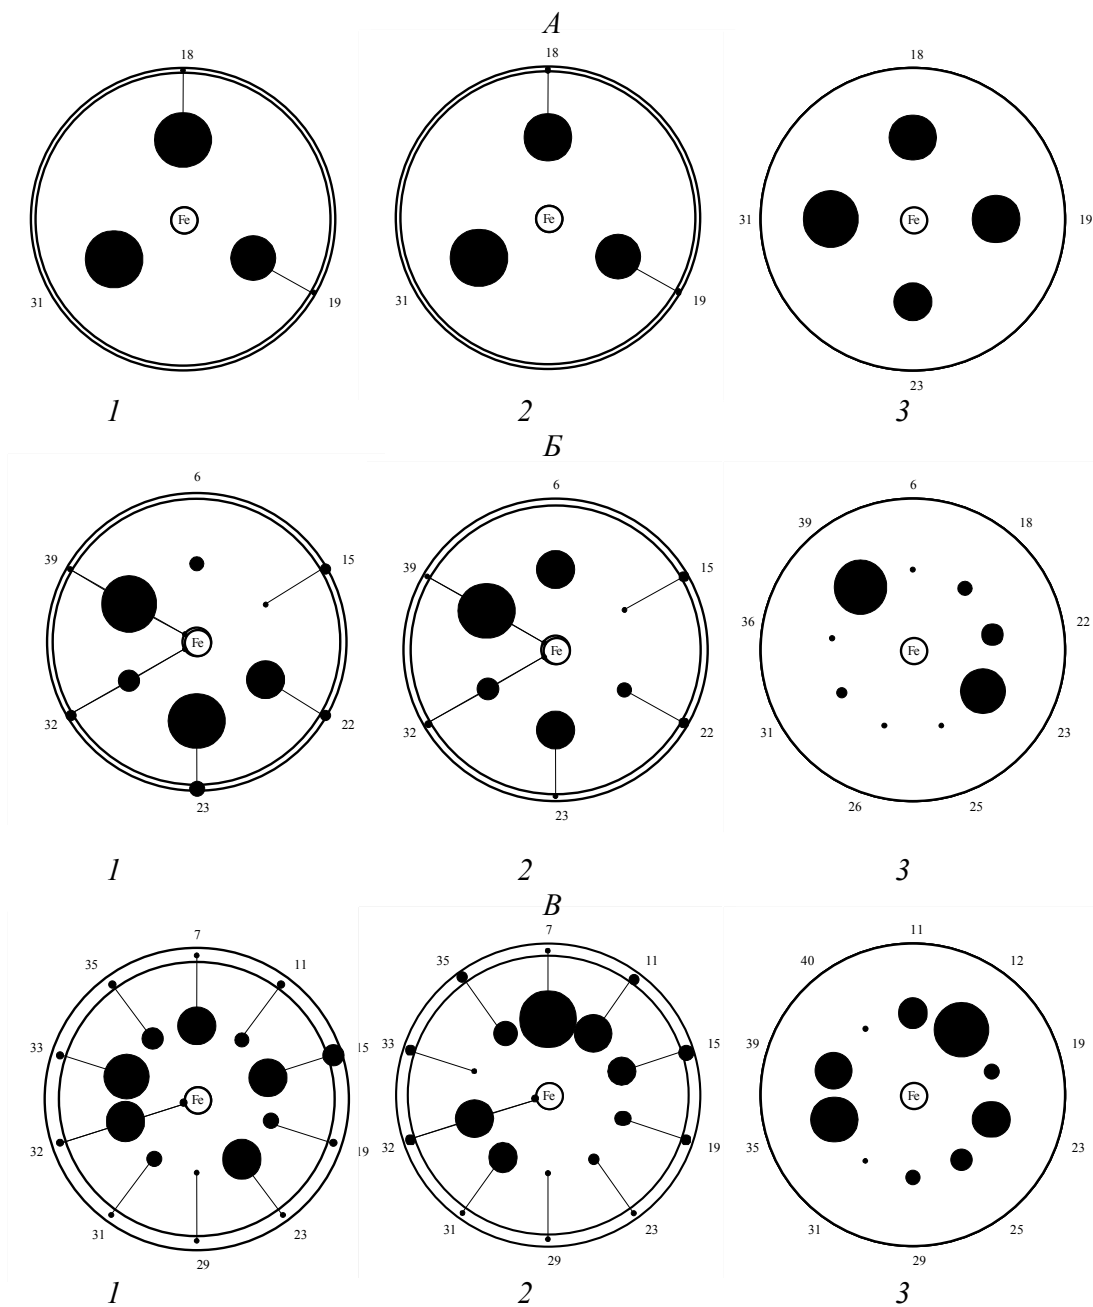 А
18 18 18
Fe Fe 31 Fe 19
31 19 31 19
23
1 2 3
Б
6 6 6
39 18
39 15 39 15
36 22
Fe Fe Fe
32 22 32 22 31 23
23 23 26 25
1 2 3
В
7 7 11
35 11 35 11 40 12
33 15 33 15 39 19
Fe Fe Fe
32 19 32 19 35 23
31 23 31 23 31 25
29 29 29
1 2 3